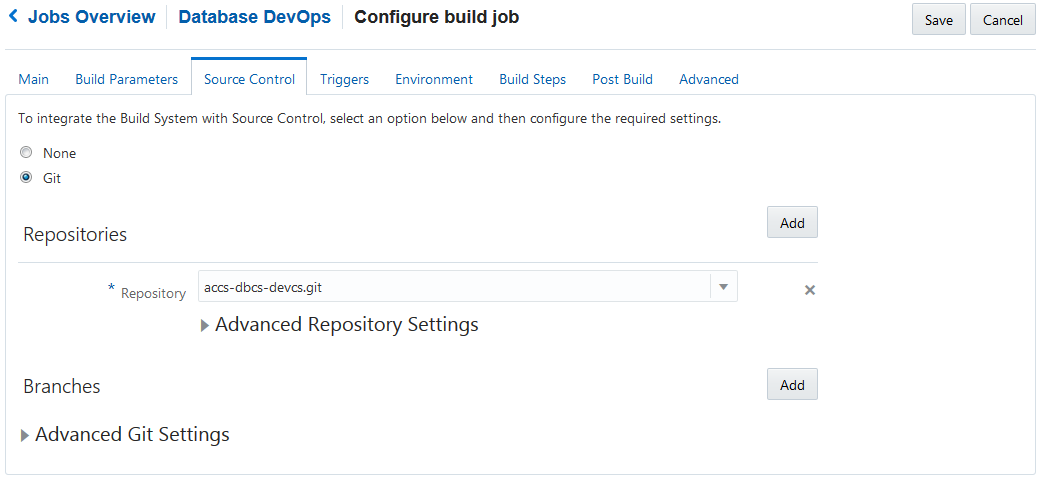 Jobs Overview Database DevOps Configure build job Save Cancel
Main Build Parameters Source Control Triggers Environment Build Steps Post Build Advanced
To integrate the Build System with Source Control, select an option below and then configure the required settings.
None
Git
Repositories Add
* Repository accs-dbcs-devcs.git
Advanced Repository Settings
Branches Add
Advanced Git Settings